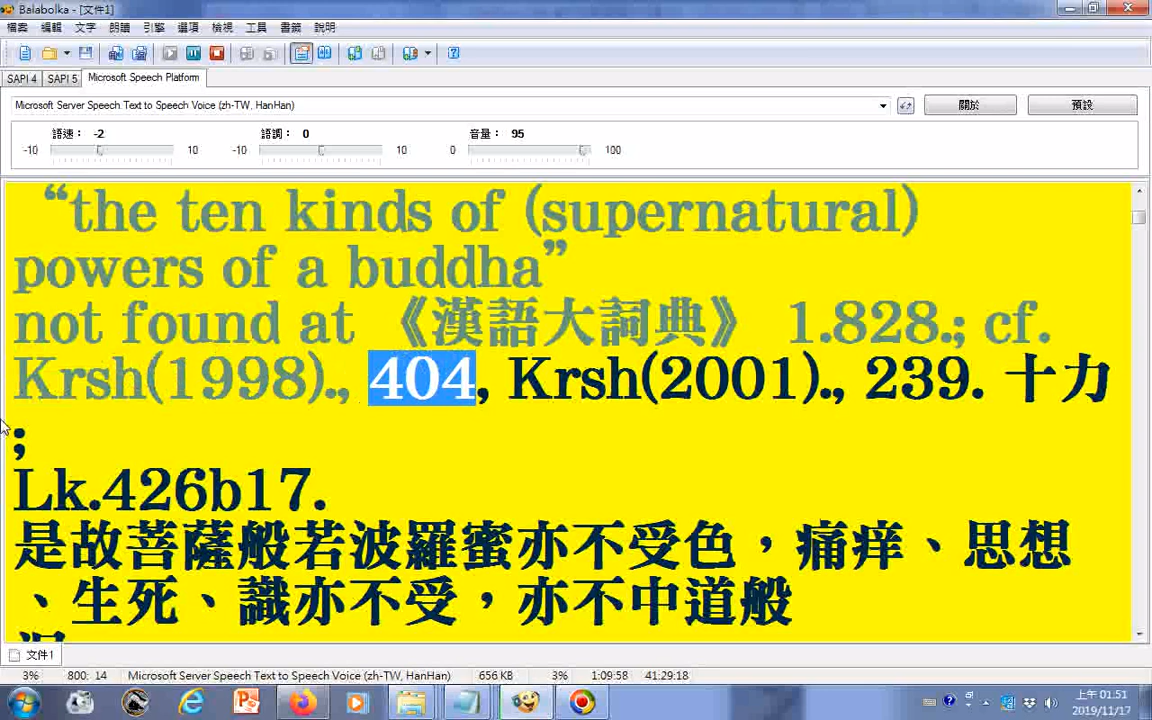 Balabolka - [文件1]
檔案 編輯 文字 朗讀 引擎 選項 檢視 工具 書籤 說明
SAPI 4 SAPI 5 Microsoft Speech Platform
Microsoft Server Speech Text to Speech Voice (zh-TW, HanHan) 關於 預設
語速： -2 語調： 0 音量： 95
-10 10 -10 10 0 100
“the ten kinds of (supernatural)
powers of a buddha”
not found at 《漢語大詞典》 1.828.; cf.
Krsh(1998)., 404, Krsh(2001)., 239. 十力
;
Lk.426b17.
是故菩薩般若波羅蜜亦不受色，痛痒、思想
、生死、識亦不受，亦不中道般
泥
文件1
3% 800: 14 Microsoft Server Speech Text to Speech Voice (zh-TW, HanHan) 656 KB 3% 1:09:58 41:29:18
上午 01:51
2019/11/17